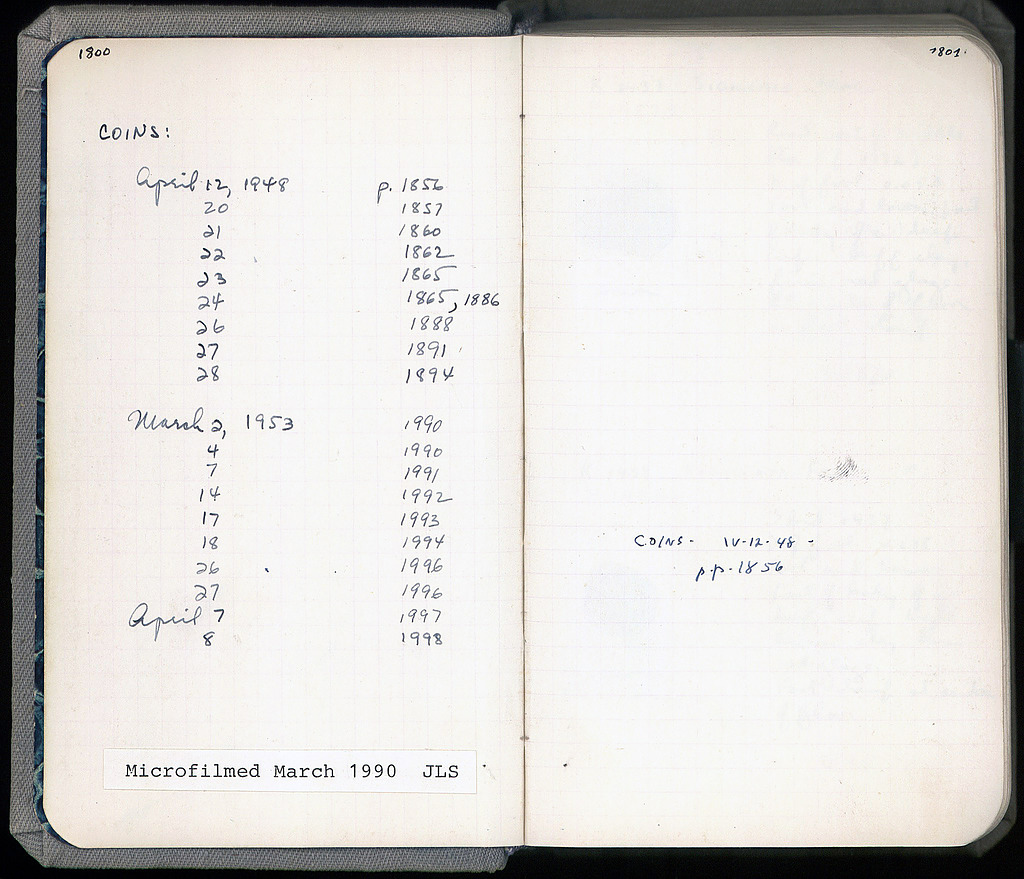 1800
COINS:
April 12, 1948 p. 1856
20 1857
21 1860
22 1862
23 1865
24 1865, 1886
26 1888
27 1891
28 1894
March 2, 1953 1990
4 1990
7 1991
14 1992
17 1993
18 1994
26 1996
27 1996
April 7 1997
8 1998
Microfilmed March 1990 JLS
1801
COINS- IV-12-48-
p.p.1856